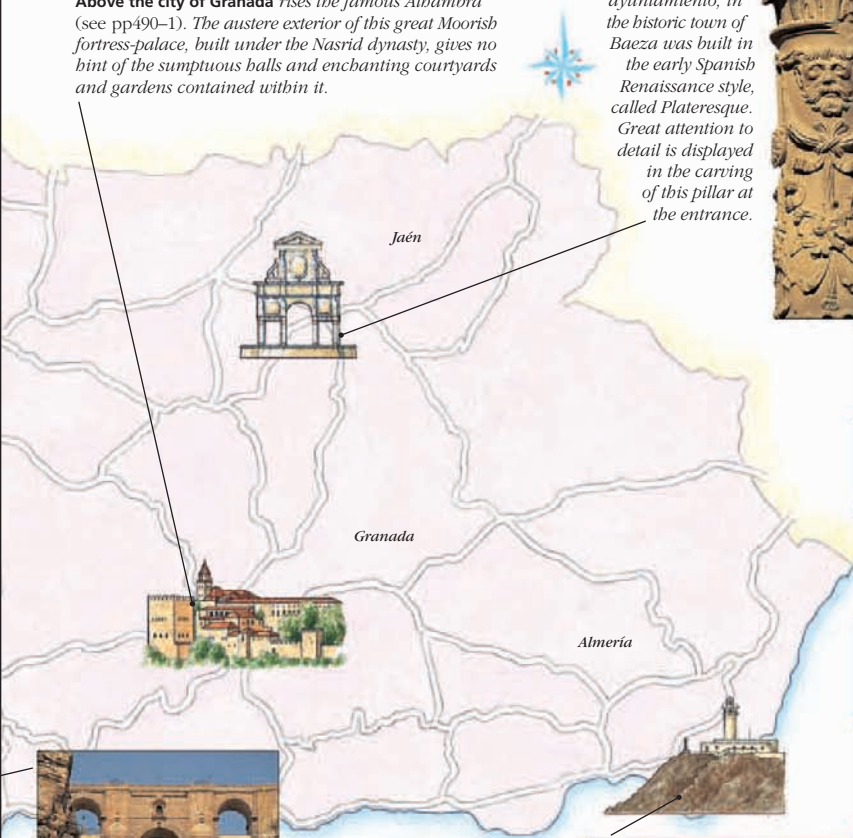 Above the city of Granada rises the famous Alhambra
(see pp490–1). The austere exterior of this great Moorish
fortress-palace, built under the Nasrid dynasty, gives no
hint of the sumptuous halls and enchanting courtyards
and gardens contained within it.
ayuntamiento, in
the historic town of
Baeza was built in
the early Spanish
Renaissance style,
called Plateresque.
Great attention to
detail is displayed
in the carving
of this pillar at
the entrance.
Jaén
Granada
Almería